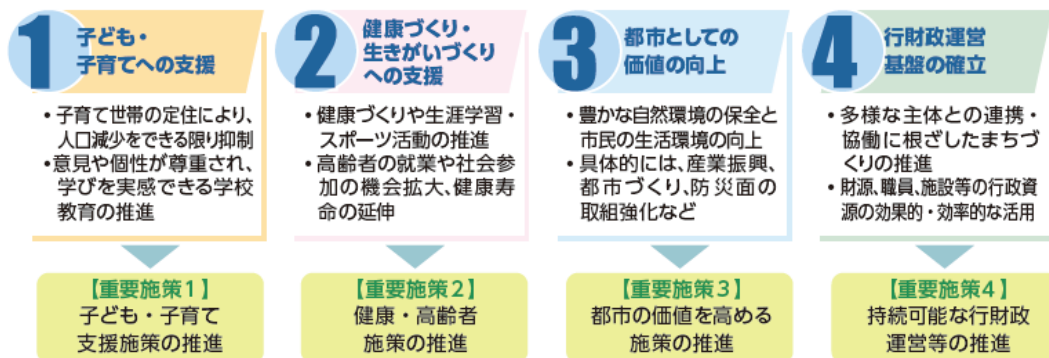 1
子ども・
子育てへの支援
・子育て世帯の定住により、
人口減少をできる限り抑制
・意見や個性が尊重され、
学びを実感できる学校
教育の推進
【重要施策1】
子ども・子育て
支援施策の推進
2
健康づくり・
生きがいづくり
への支援
・健康づくりや生涯学習・
スポーツ活動の推進
・高齢者の就業や社会参
加の機会拡大、健康寿
命の延伸
【重要施策2】
健康・高齢者
施策の推進
3
都市としての
価値の向上
・豊かな自然環境の保全と
市民の生活環境の向上
・具体的には、産業振興、
都市づくり、防災面の
取組強化など
【重要施策3】
都市の価値を高める
施策の推進
4
行財政運営
基盤の確立
・多様な主体との連携・
協働に根ざしたまちづ
くりの推進
・財源、職員、施設等の行政資
源の効果的・効率的な活用
【重要施策4】
持続可能な行財政
運営等の推進